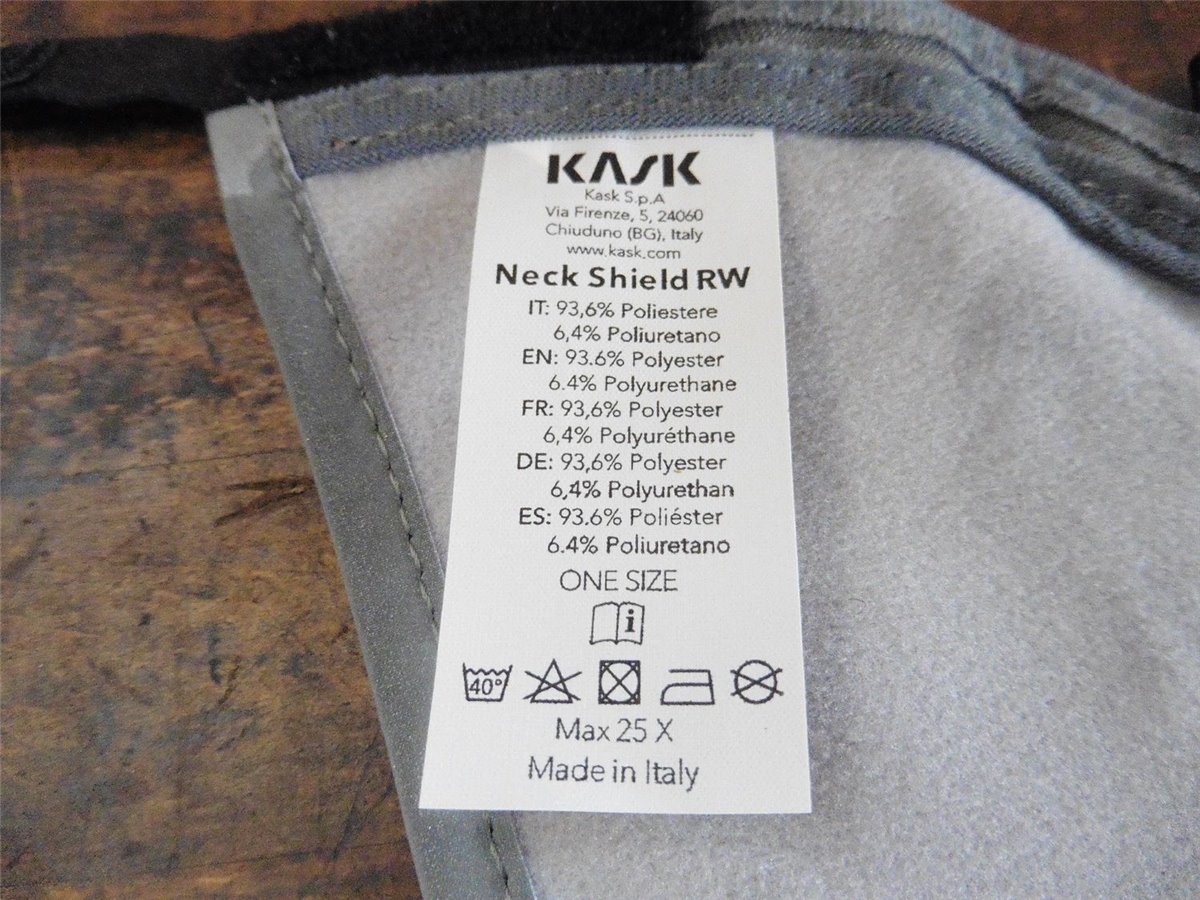 KASK
Kask S.p.A
Via Firenze, 5, 24060
Chiuduno (BG), Italy
www.kask.com
Neck Shield RW
IT: 93,6% Poliestere
6,4% Poliuretano
EN: 93.6% Polyester
6.4% Polyurethane
FR: 93,6% Polyester
6,4% Polyuréthane
DE: 93,6% Polyester
6,4% Polyurethan
ES: 93.6% Poliéster
6.4% Poliuretano
ONE SIZE
i
40°
Max 25 X
Made in Italy